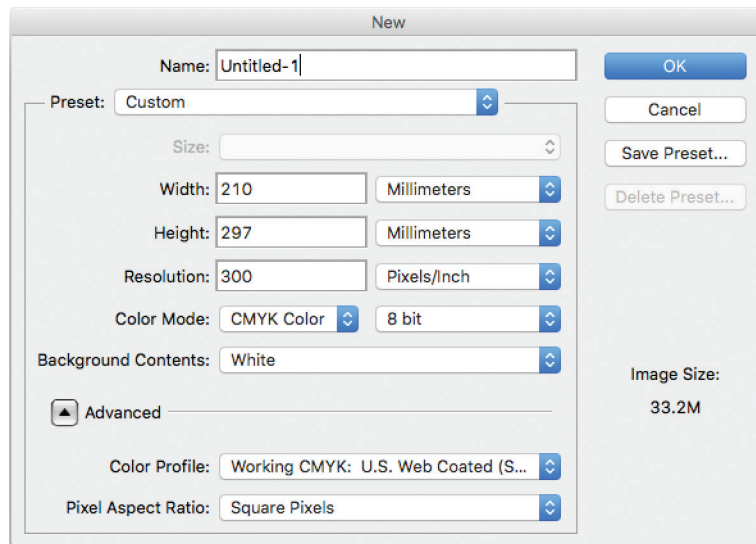 New
Name: Untitled-1
OK
Preset: Custom
Cancel
Size:
Save Preset...
Width: 210 Millimeters
Delete Preset...
Height: 297 Millimeters
Resolution: 300 Pixels/Inch
Color Mode: CMYK Color 8 bit
Background Contents: White
Image Size:
33.2M
Advanced
Color Profile: Working CMYK: U.S. Web Coated (S...
Pixel Aspect Ratio: Square Pixels